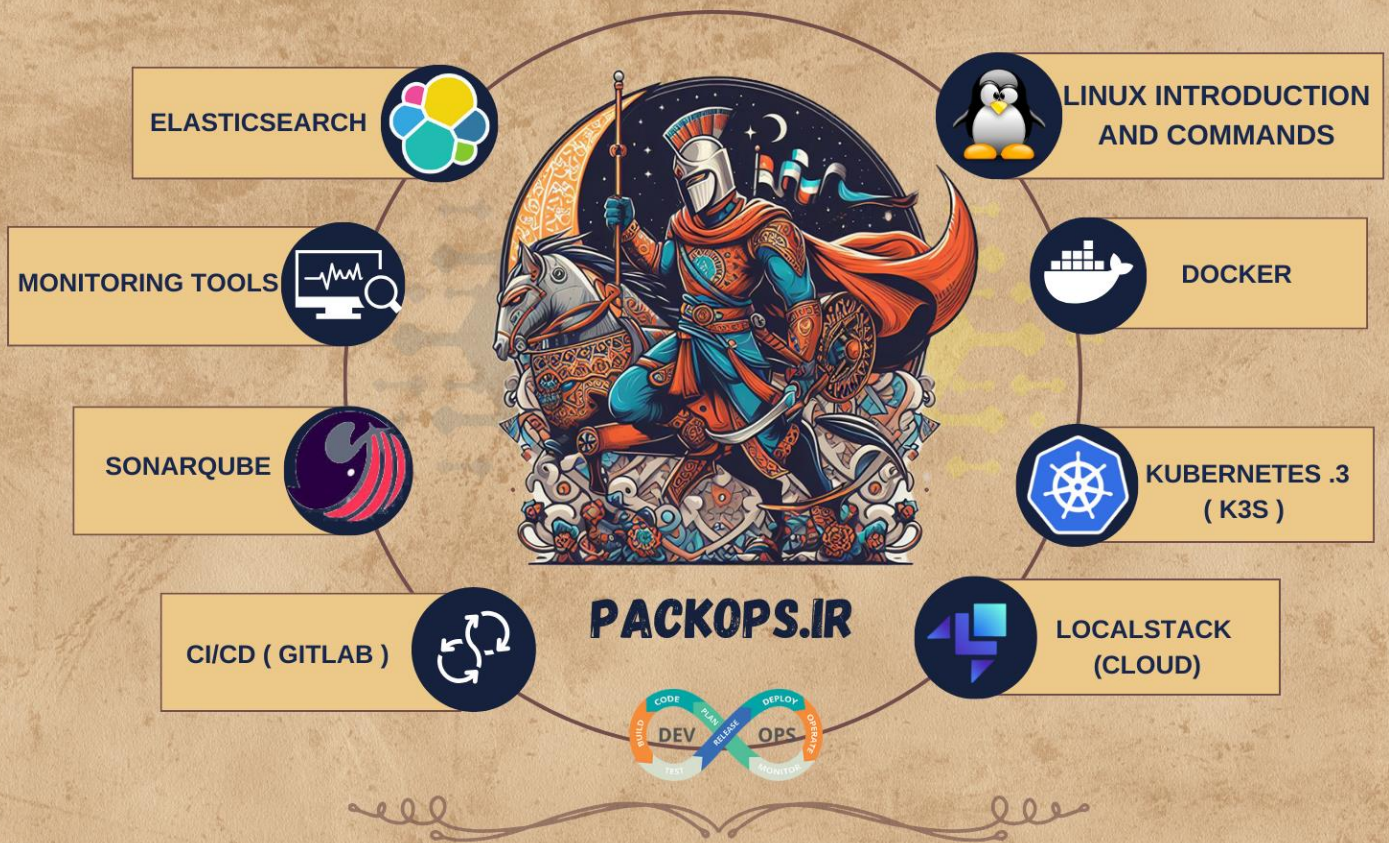 ELASTICSEARCH
LINUX INTRODUCTION
AND COMMANDS
MONITORING TOOLS
DOCKER
SONARQUBE
KUBERNETES .3
( K3S )
CI/CD ( GITLAB )
LOCALSTACK
(CLOUD)
PACKOPS.IR
CODE
PLAN
DEPLOY
BUILD
DEV
RELEASE
OPS
OPERATE
TEST
MONITOR